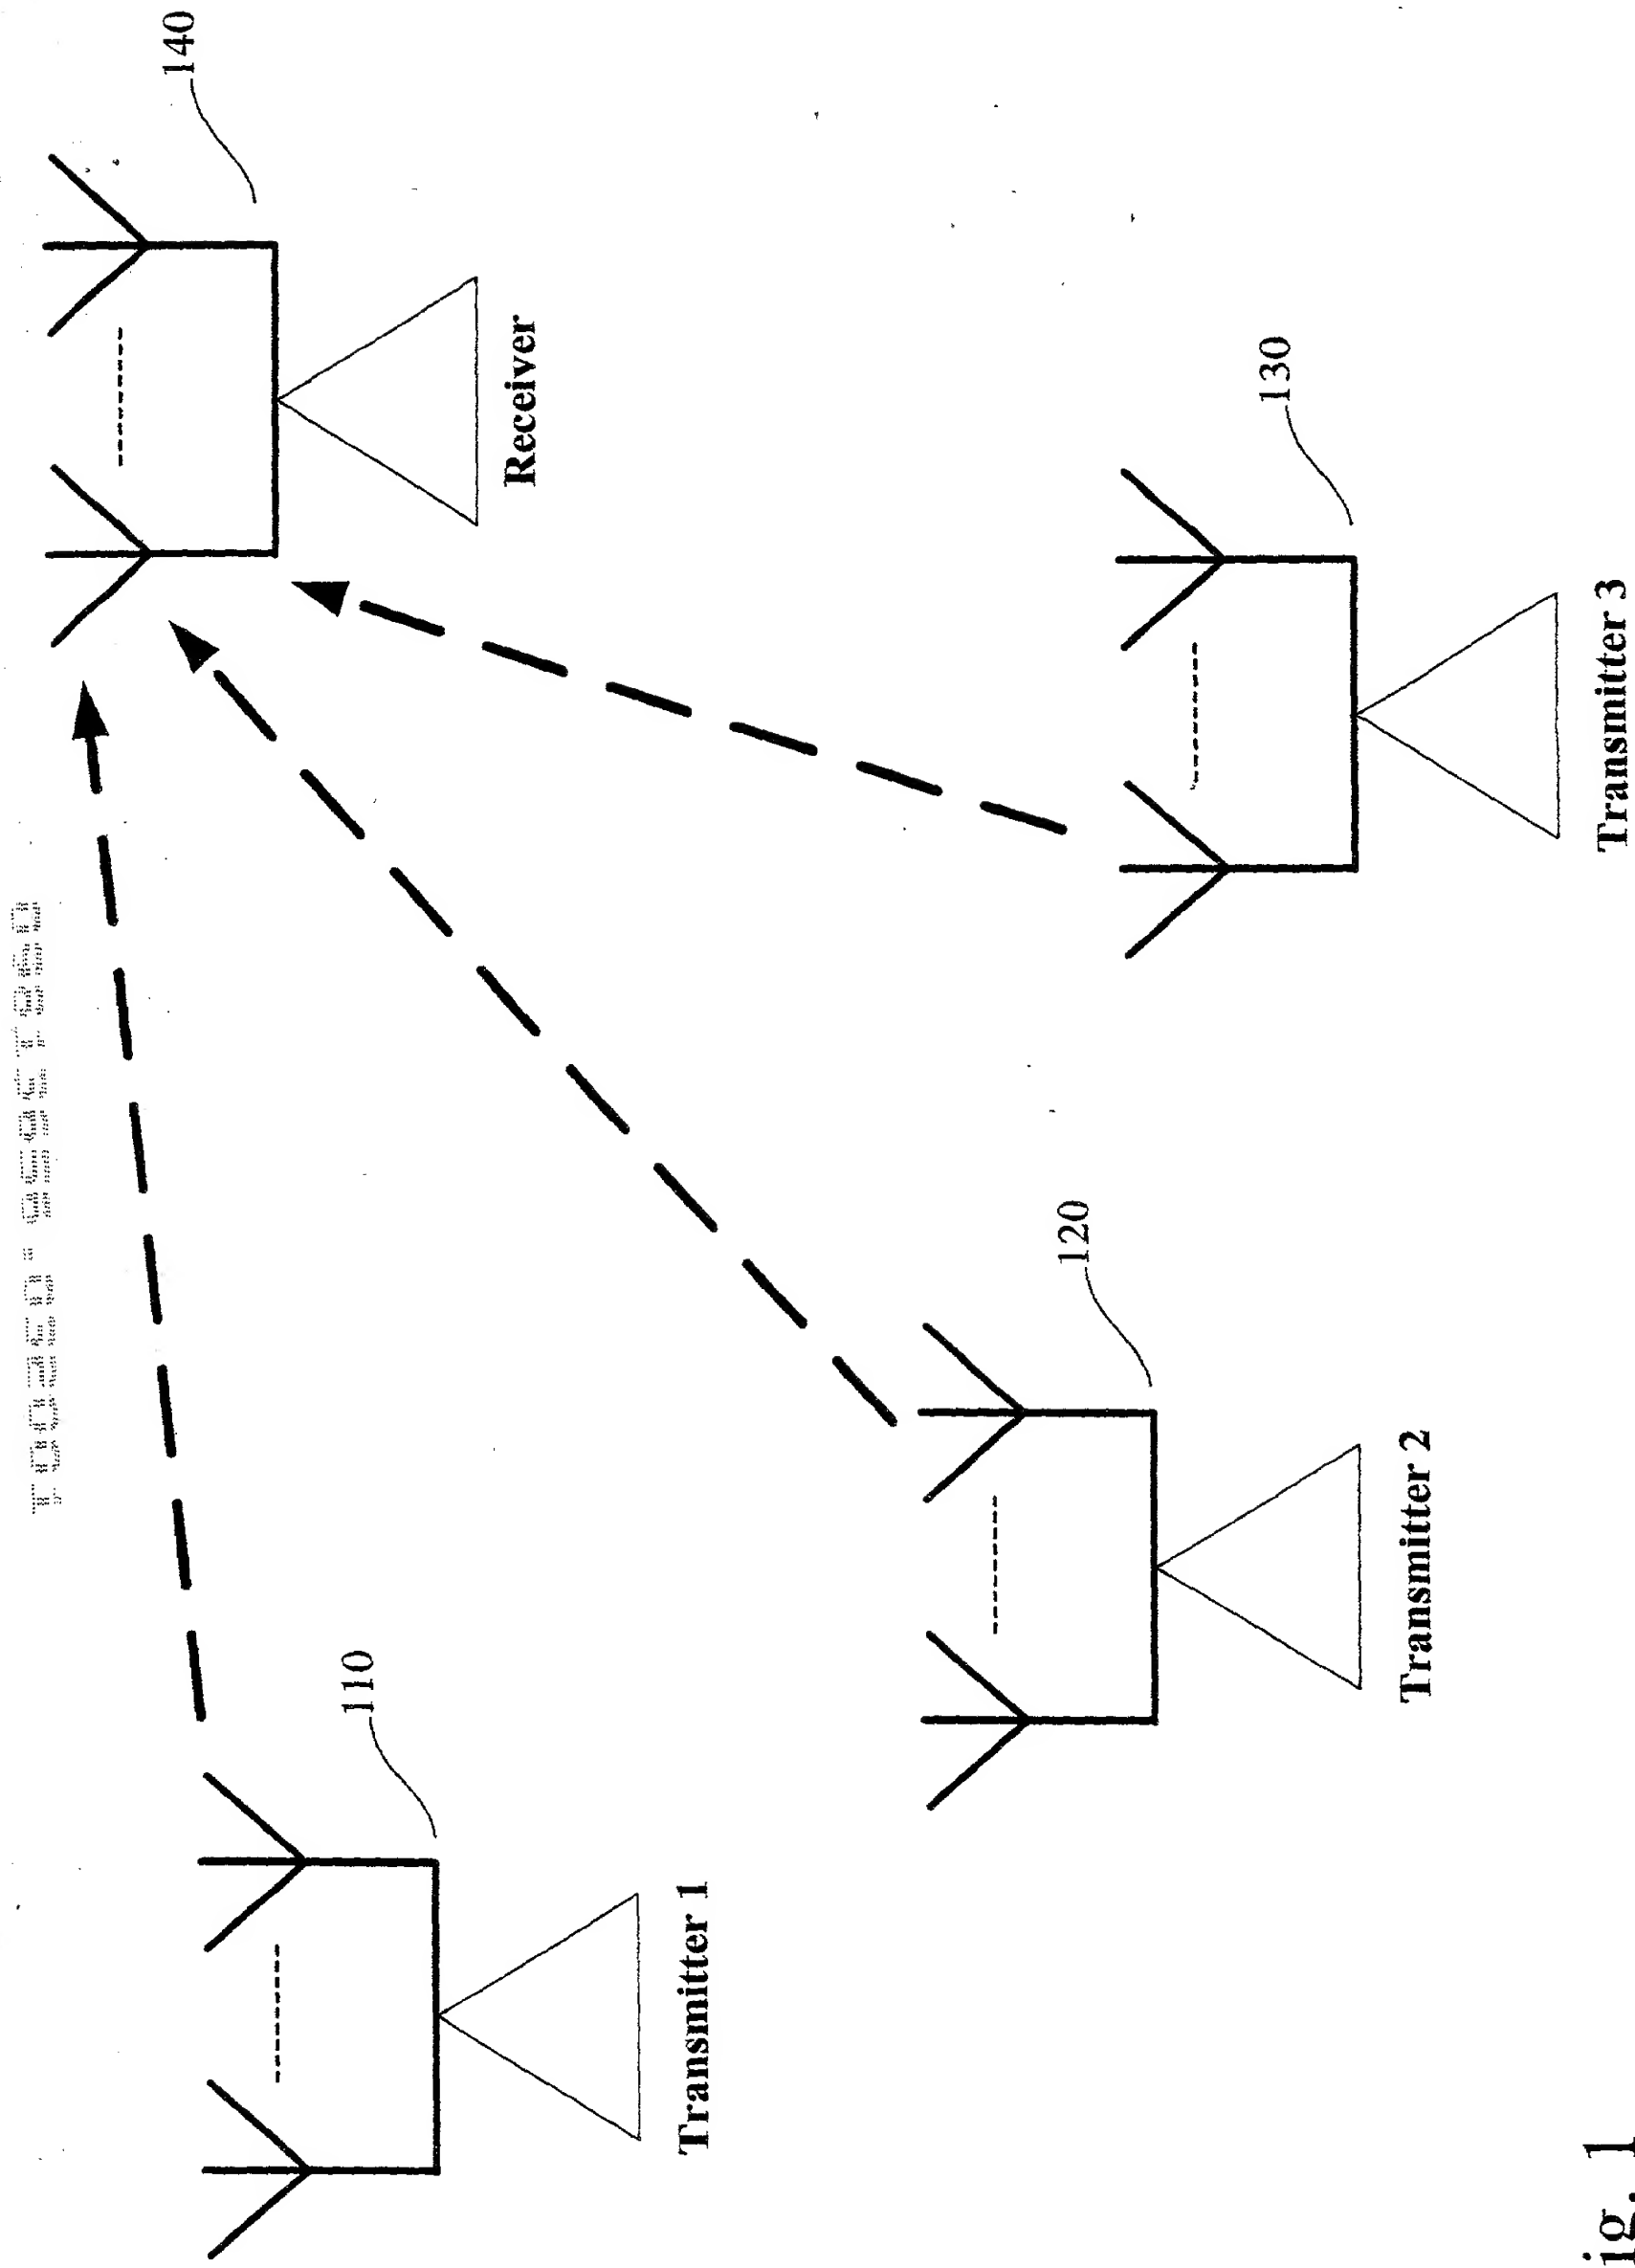 140
Receiver
110
Transmitter 1
120
Transmitter 2
130
Transmitter 3
ig. 1